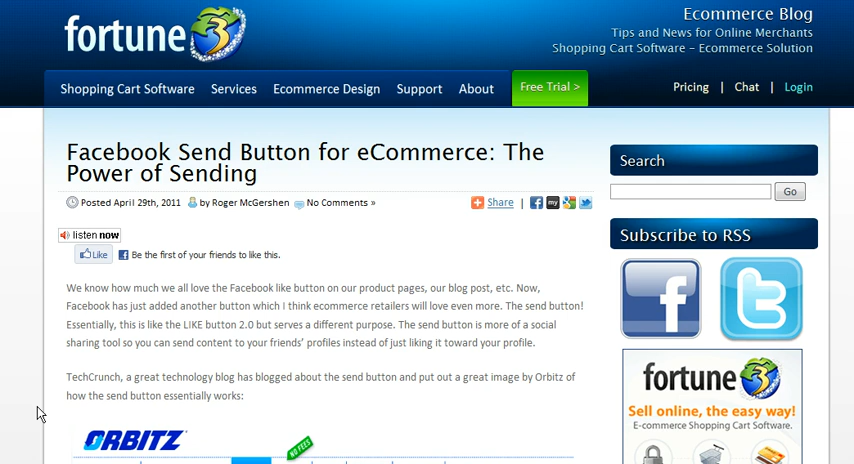 fortune3
Ecommerce Blog
Tips and News for Online Merchants
Shopping Cart Software – Ecommerce Solution
Shopping Cart Software Services Ecommerce Design Support About Free Trial > Pricing | Chat | Login
Facebook Send Button for eCommerce: The
Power of Sending
Posted April 29th, 2011 by Roger McGershen No Comments » Share |
listen now
Like Be the first of your friends to like this.
We know how much we all love the Facebook like button on our product pages, our blog post, etc. Now,
Facebook has just added another button which I think ecommerce retailers will love even more. The send button!
Essentially, this is like the LIKE button 2.0 but serves a different purpose. The send button is more of a social
sharing tool so you can send content to your friends' profiles instead of just liking it toward your profile.
TechCrunch, a great technology blog has blogged about the send button and put out a great image by Orbitz of
how the send button essentially works:
ORBITZ
NO FEES
Search
Go
Subscribe to RSS
fortune3
Sell online, the easy way!
E-commerce Shopping Cart Software.